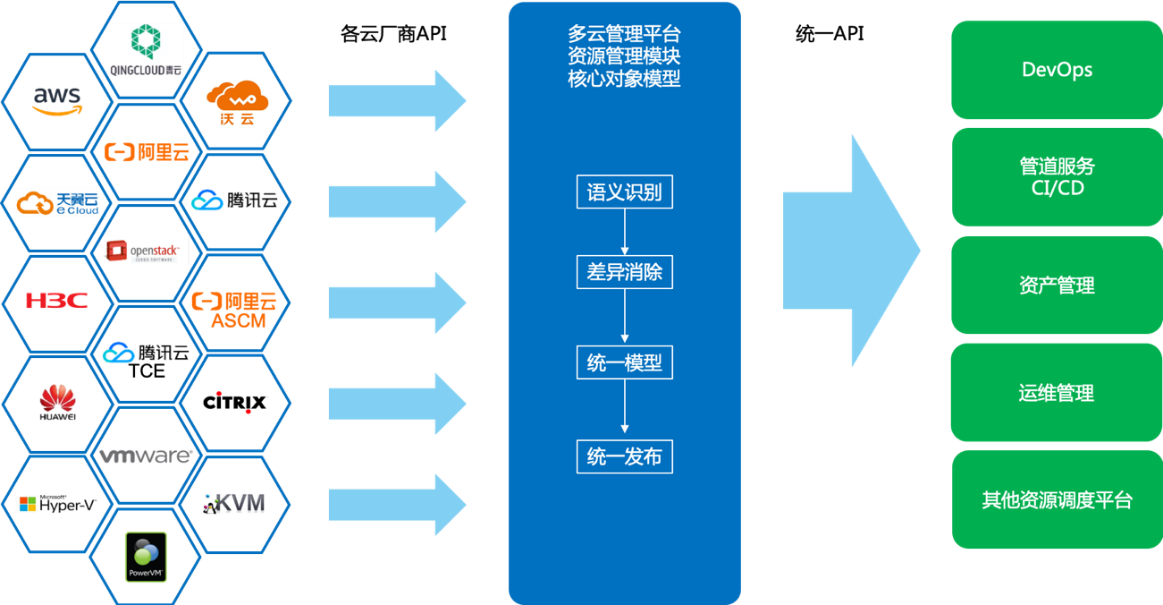 QINGCLOUD青云
aws
沃云
阿里云
天翼云
e Cloud
腾讯云
openstack™
H3C
阿里云
ASCM
腾讯云
TCE
HUAWEI
CITRIX
vmware®
Microsoft®
Hyper-V
KVM
PowerVM™
各云厂商API
多云管理平台
资源管理模块
核心对象模型
语义识别
差异消除
统一模型
统一发布
统一API
DevOps
管道服务
CI/CD
资产管理
运维管理
其他资源调度平台